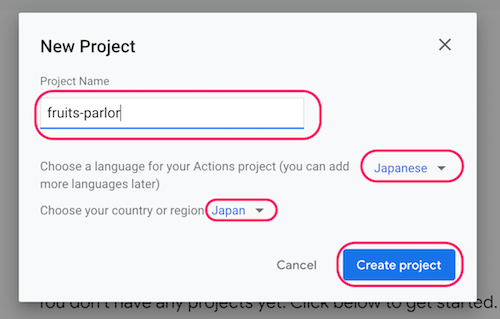 New Project
Project Name
fruits-parlor
Choose a language for your Actions project (you can add
more languages later)
Japanese
Choose your country or region
Japan
Cancel
Create project
You don't have any projects yet. Click below to get started.